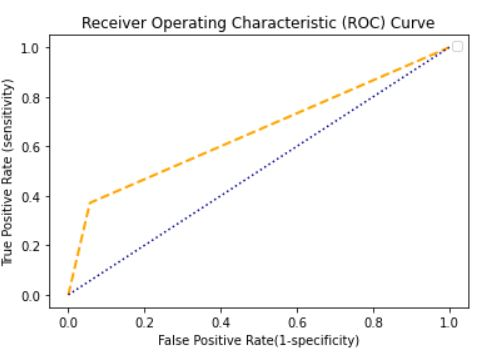 Receiver Operating Characteristic (ROC) Curve
1.0
0.8
0.6
0.4
0.2
0.0
True Positive Rate (sensitivity)
0.0 0.2 0.4 0.6 0.8 1.0
False Positive Rate(1-specificity)